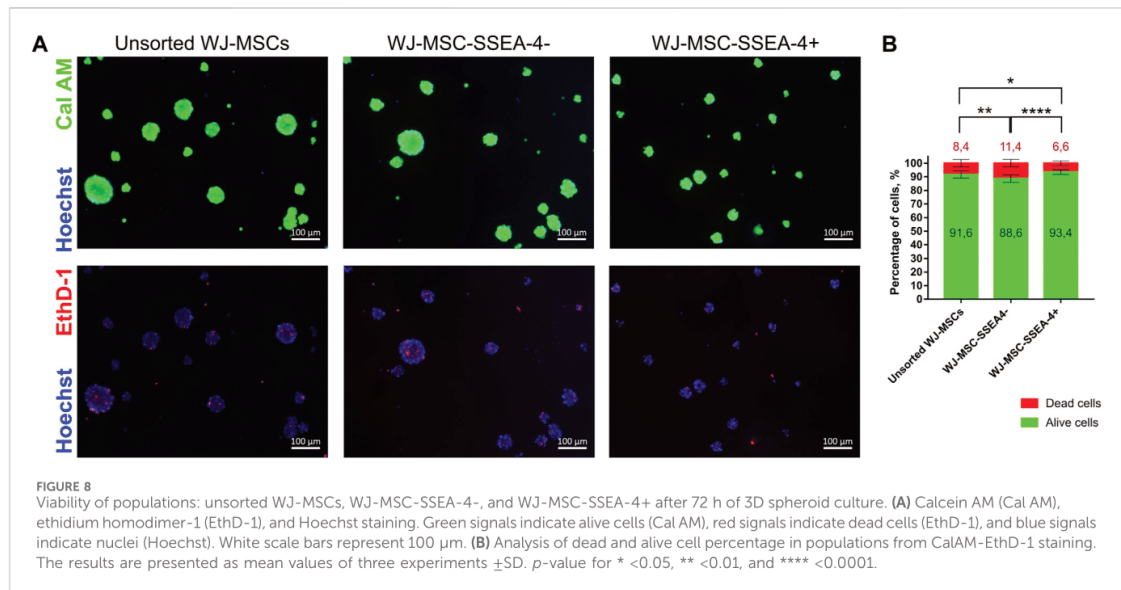 A
Unsorted WJ-MSCs
WJ-MSC-SSEA-4-
WJ-MSC-SSEA-4+
Cal AM
Hoechst
100 µm
100 µm
100 µm
EthD-1
Hoechst
100 µm
100 µm
100 µm
B
*
** ****
8,4 11,4 6,6
Percentage of cells, %
100
90
80
70
60
50
40
30
20
10
0
91,6 88,6 93,4
Unsorted WJ-MSCs
WJ-MSC-SSEA4-
WJ-MSC-SSEA-4+
Dead cells
Alive cells
FIGURE 8
Viability of populations: unsorted WJ-MSCs, WJ-MSC-SSEA-4-, and WJ-MSC-SSEA-4+ after 72 h of 3D spheroid culture. (A) Calcein AM (Cal AM),
ethidium homodimer-1 (EthD-1), and Hoechst staining. Green signals indicate alive cells (Cal AM), red signals indicate dead cells (EthD-1), and blue signals
indicate nuclei (Hoechst). White scale bars represent 100 µm. (B) Analysis of dead and alive cell percentage in populations from CalAM-EthD-1 staining.
The results are presented as mean values of three experiments ±SD. p-value for * <0.05, ** <0.01, and **** <0.0001.